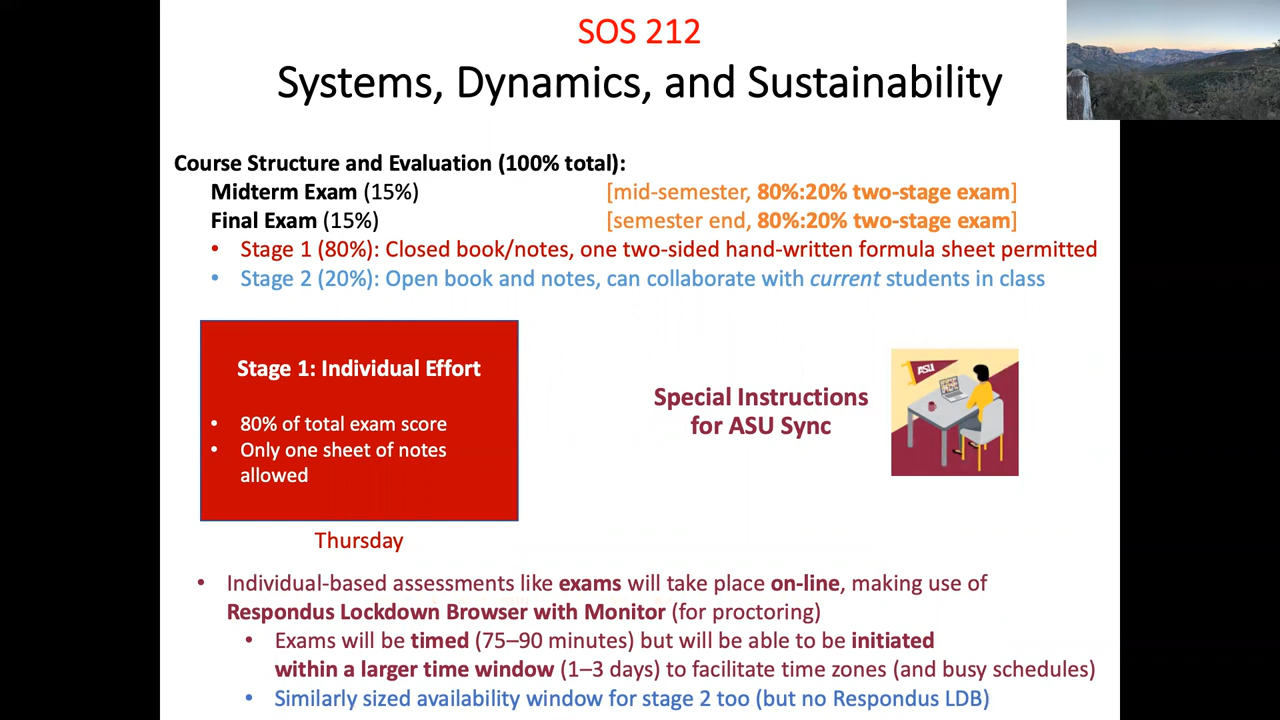 SOS 212
Systems, Dynamics, and Sustainability
Course Structure and Evaluation (100% total):
Midterm Exam (15%) [mid-semester, 80%:20% two-stage exam]
Final Exam (15%) [semester end, 80%:20% two-stage exam]
• Stage 1 (80%): Closed book/notes, one two-sided hand-written formula sheet permitted
• Stage 2 (20%): Open book and notes, can collaborate with current students in class
Stage 1: Individual Effort
• 80% of total exam score
• Only one sheet of notes
allowed
Thursday
Special Instructions
for ASU Sync
ASU
• Individual-based assessments like exams will take place on-line, making use of
Respondus Lockdown Browser with Monitor (for proctoring)
• Exams will be timed (75–90 minutes) but will be able to be initiated
within a larger time window (1–3 days) to facilitate time zones (and busy schedules)
• Similarly sized availability window for stage 2 too (but no Respondus LDB)